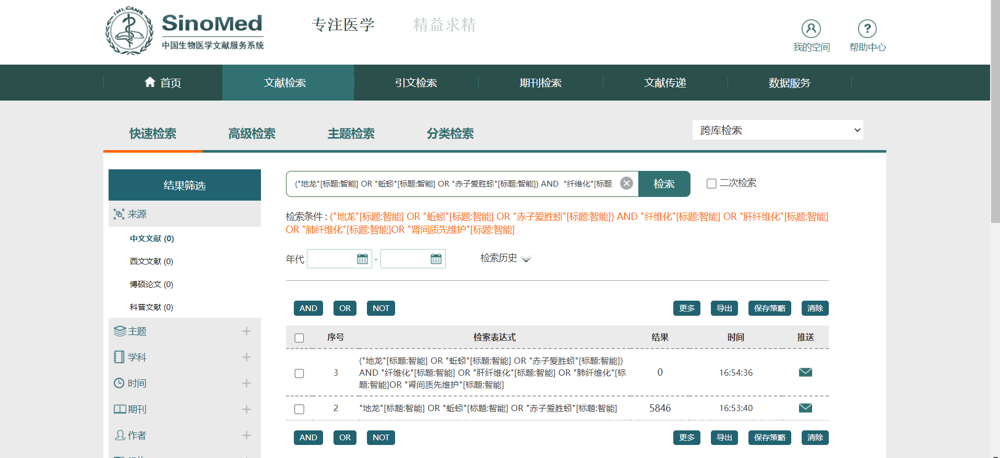 IMI.CAMS
SinoMed
中国生物医学文献服务系统
专注医学
精益求精
我的空间
帮助中心
首页
文献检索
引文检索
期刊检索
文献传递
数据服务
快速检索
高级检索
主题检索
分类检索
跨库检索
结果筛选
来源
中文文献 (0)
西文文献 (0)
博硕论文 (0)
科普文献 (0)
主题
学科
时间
期刊
作者
("地龙"[标题:智能] OR "蚯蚓"[标题:智能] OR "赤子爱胜蚓"[标题:智能]) AND "纤维化"[标题
检索
二次检索
检索条件 : ("地龙"[标题:智能] OR "蚯蚓"[标题:智能] OR "赤子爱胜蚓"[标题:智能]) AND "纤维化"[标题:智能] OR "肝纤维化"[标题:智能]
OR "肺纤维化"[标题:智能]OR "肾间质先维护"[标题:智能]
年代
-
检索历史
AND
OR
NOT
更多
导出
保存策略
清除
序号
检索表达式
结果
时间
推送
3
("地龙"[标题:智能] OR "蚯蚓"[标题:智能] OR "赤子爱胜蚓"[标题:智能])
AND "纤维化"[标题:智能] OR "肝纤维化"[标题:智能] OR "肺纤维化"[标
题:智能]OR "肾间质先维护"[标题:智能]
0
16:54:36
2
"地龙"[标题:智能] OR "蚯蚓"[标题:智能] OR "赤子爱胜蚓"[标题:智能]
5846
16:53:40
AND
OR
NOT
更多
导出
保存策略
清除